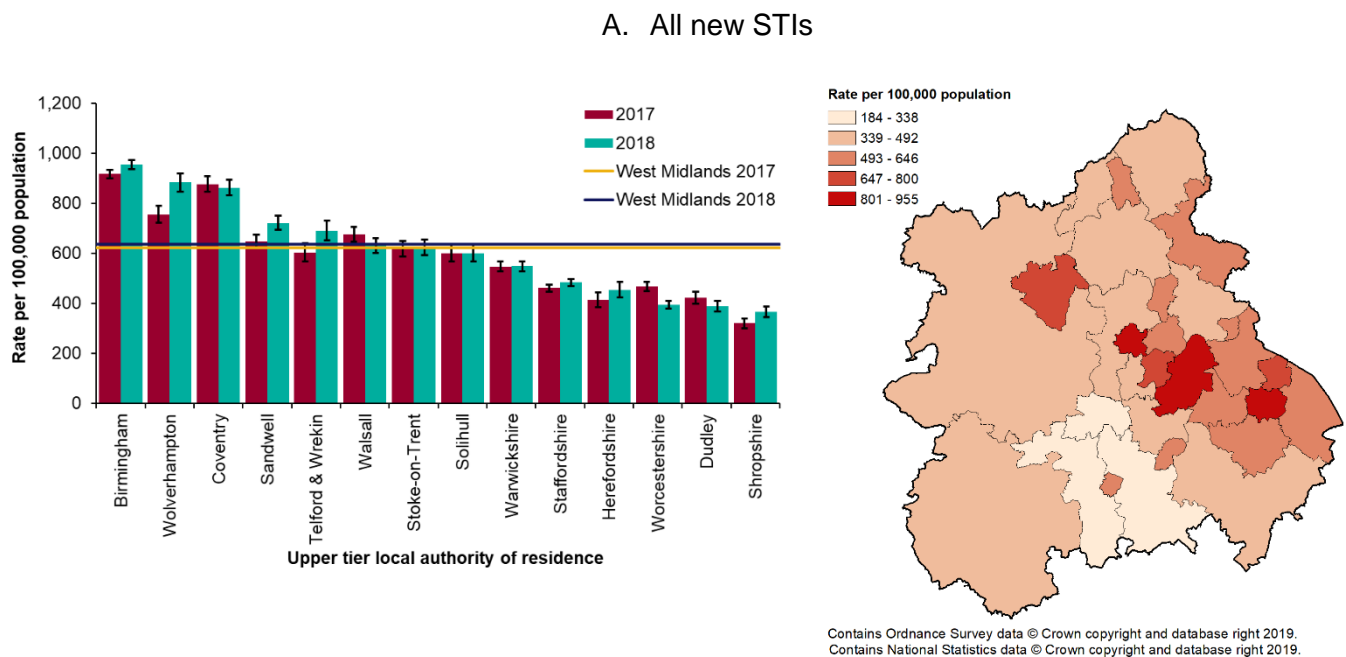 A. All new STIs
1,200
1,000
800
600
400
200
0
Rate per 100,000 population
2017
2018
West Midlands 2017
West Midlands 2018
Birmingham
Wolverhampton
Coventry
Sandwell
Telford & Wrekin
Walsall
Stoke-on-Trent
Solihull
Warwickshire
Staffordshire
Herefordshire
Worcestershire
Dudley
Shropshire
Upper tier local authority of residence
Rate per 100,000 population
184 - 338
339 - 492
493 - 646
647 - 800
801 - 955
Contains Ordnance Survey data © Crown copyright and database right 2019.
Contains National Statistics data © Crown copyright and database right 2019.